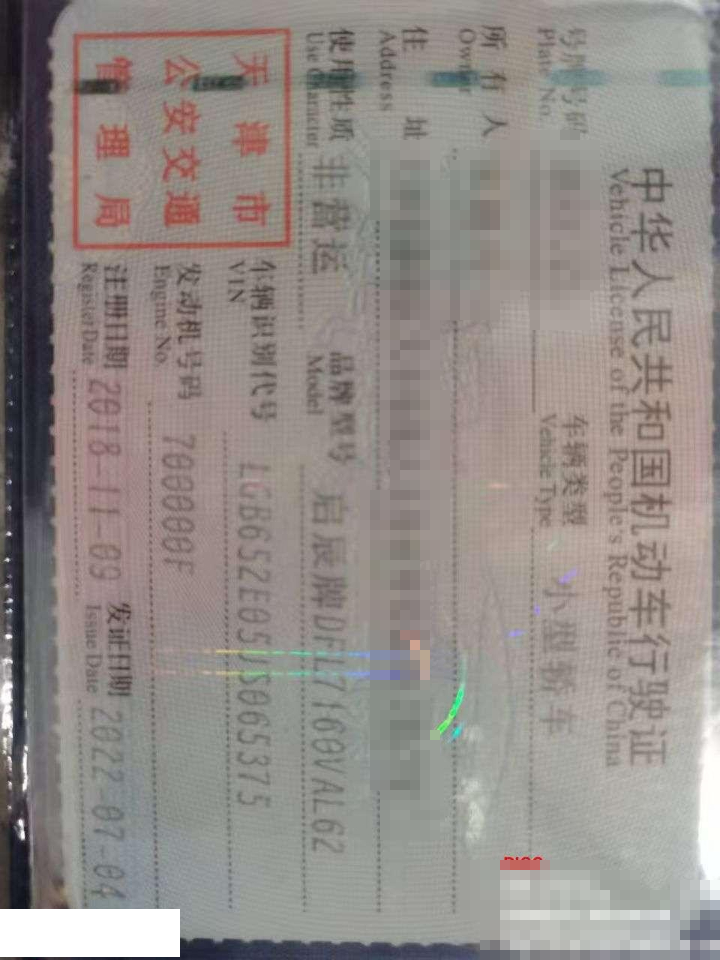 中华人民共和国机动车行驶证
Vehicle License of the People's Republic of China
号牌号码
Plate No.
车辆类型 小型轿车
Vehicle Type
所有人
Owner
住址
Address
使用性质 非营运
Use Character
品牌型号 启辰牌DFL7160VAL62
Model
天津市
公安交通
管理局
车辆识别代号 LGB652E05JS065375
VIN
发动机号码 700000F
Engine No.
注册日期 2018-11-09
Register Date
发证日期 2022-07-04
Issue Date